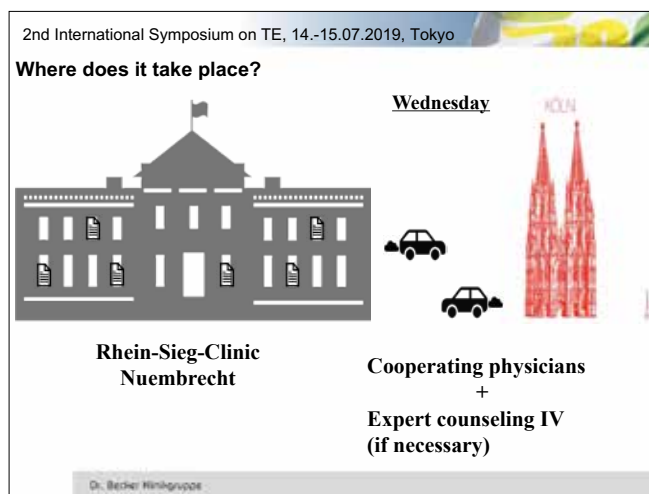 2nd International Symposium on TE, 14.-15.07.2019, Tokyo
Where does it take place?
Wednesday
KÖLN
Rhein-Sieg-Clinic
Nuembrecht
Cooperating physicians
+
Expert counseling IV
(if necessary)
Dr. Becker Klinikgruppe